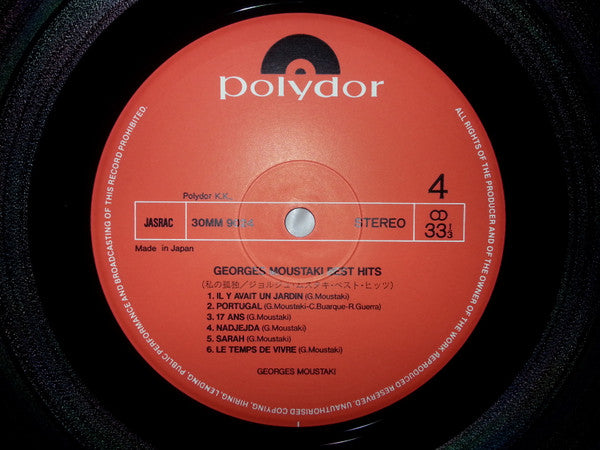 polydor
Polydor K.K.
4
JASRAC
30MM
STEREO
33 1/3
Made in Japan
GEORGES MOUSTAKI BEST HITS
(私の孤独／ジョルジュ・ムスタキ・ベスト・ヒッツ)
1. IL Y AVAIT UN JARDIN (G.Moustaki)
2. PORTUGAL (G.Moustaki-C.Buarque-R.Guerra)
3. 17 ANS (G.Moustaki)
4. NADJEJDA (G.Moustaki)
5. SARAH (G.Moustaki)
6. LE TEMPS DE VIVRE (G.Moustaki)
GEORGES MOUSTAKI
ALL RIGHTS OF THE PRODUCER AND OF THE OWNER OF THE WORK REPRODUCED RESERVED. UNAUTHORISED COPYING, HIRING, LENDING, PUBLIC PERFORMANCE AND BROADCASTING OF THIS RECORD PROHIBITED.